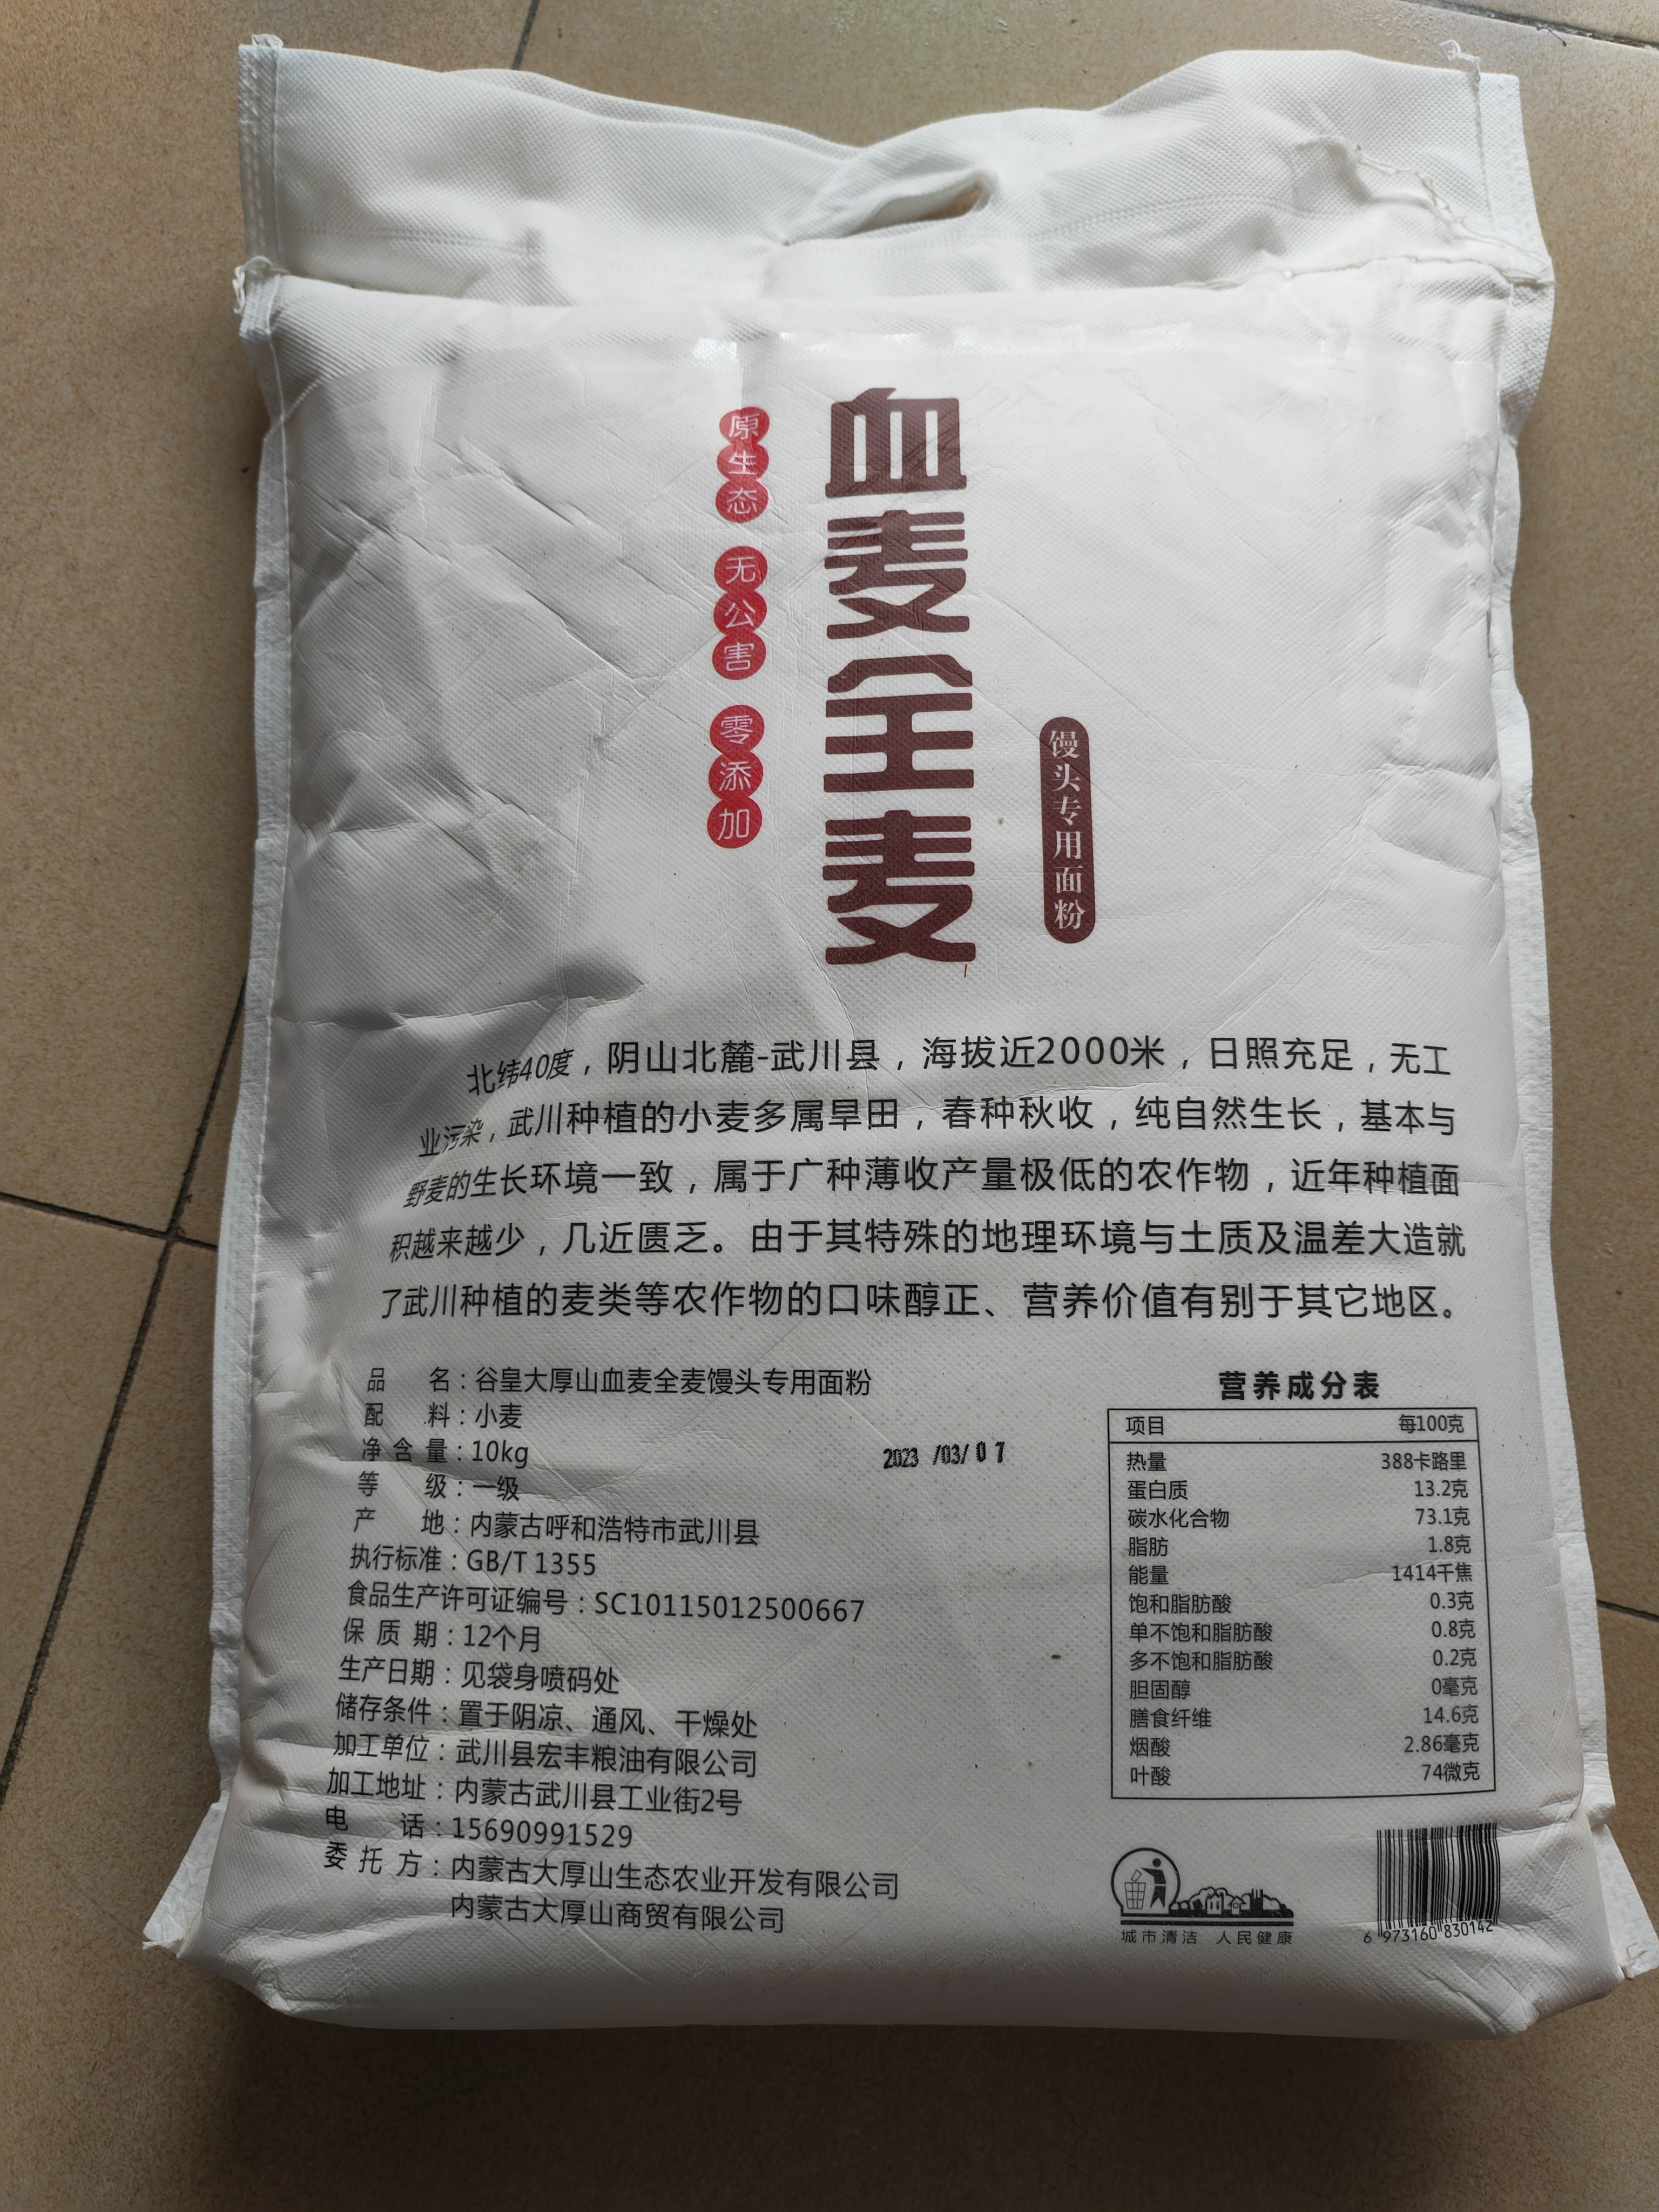 血麦全麦
原生态 无公害 零添加
馒头专用面粉
北纬40度，阴山北麓-武川县，海拔近2000米，日照充足，无工
业污染，武川种植的小麦多属旱田，春种秋收，纯自然生长，基本与
野麦的生长环境一致，属于广种薄收产量极低的农作物，近年种植面
积越来越少，几近匮乏。由于其特殊的地理环境与土质及温差大造就
了武川种植的麦类等农作物的口味醇正、营养价值有别于其它地区。
品名：谷皇大厚山血麦全麦馒头专用面粉
配料：小麦
净含量：10kg
等级：一级
产地：内蒙古呼和浩特市武川县
执行标准：GB/T 1355
食品生产许可证编号：SC10115012500667
保质期：12个月
生产日期：见袋身喷码处
储存条件：置于阴凉、通风、干燥处
加工单位：武川县宏丰粮油有限公司
加工地址：内蒙古武川县工业街2号
电话：15690991529
委托方：内蒙古大厚山生态农业开发有限公司
内蒙古大厚山商贸有限公司
2023 /03/ 0 7
营养成分表
项目 每100克
热量 388卡路里
蛋白质 13.2克
碳水化合物 73.1克
脂肪 1.8克
能量 1414千焦
饱和脂肪酸 0.3克
单不饱和脂肪酸 0.8克
多不饱和脂肪酸 0.2克
胆固醇 0毫克
膳食纤维 14.6克
烟酸 2.86毫克
叶酸 74微克
城市清洁 人民健康
6 973160 830142